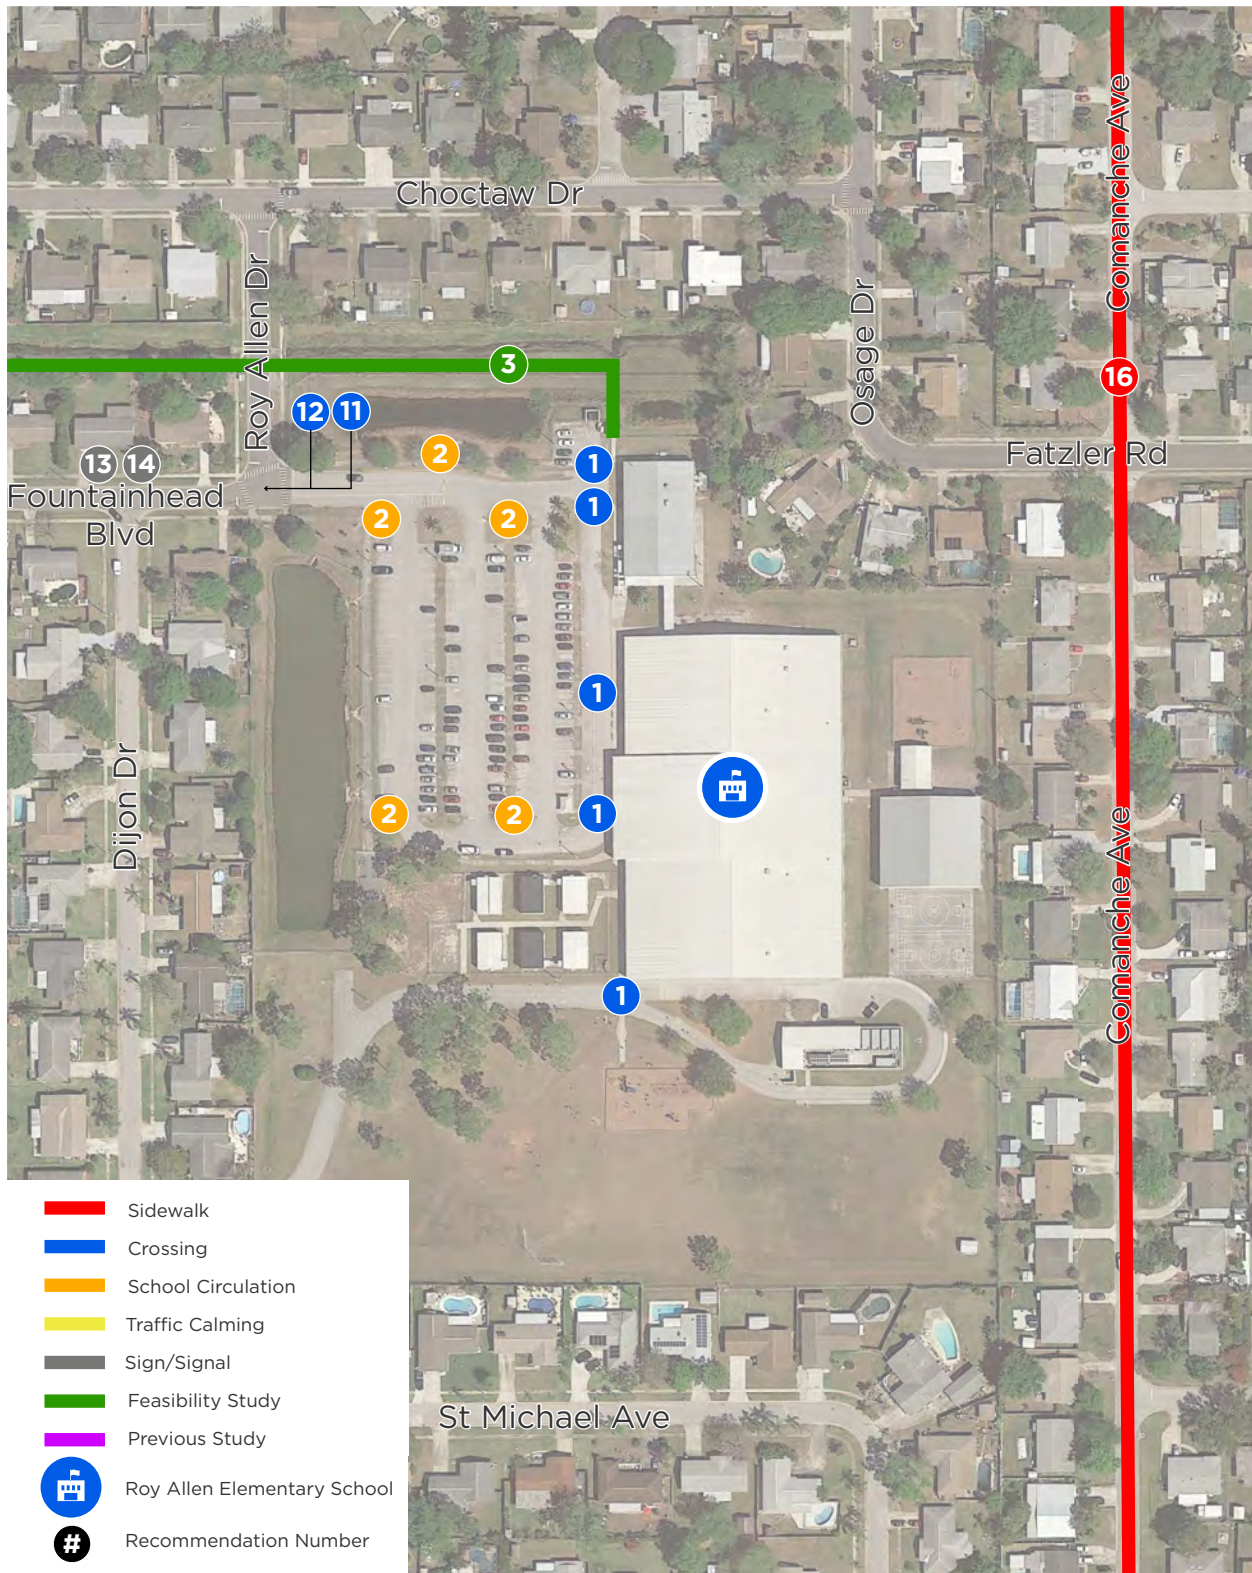 Comanche Ave
Choctaw Dr
Roy Allen Dr
Osage Dr
3
16
12
11
2
1
Fatzler Rd
13
14
Fountainhead
Blvd
1
2
2
1
Dijon Dr
2
2
1
Comanche Ave
1
Sidewalk
Crossing
School Circulation
Traffic Calming
Sign/Signal
Feasibility Study
Previous Study
Roy Allen Elementary School
# Recommendation Number
St Michael Ave